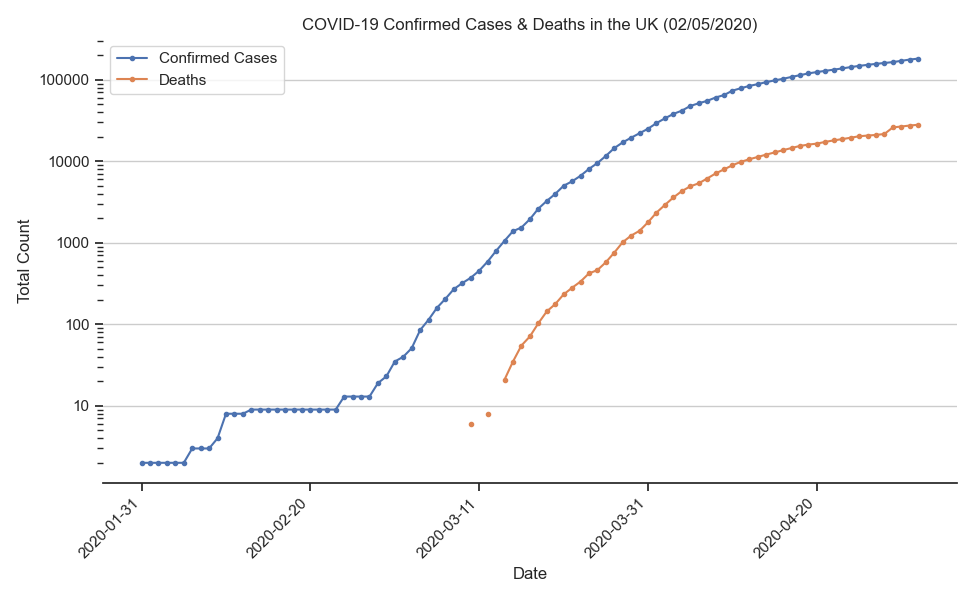 COVID-19 Confirmed Cases & Deaths in the UK (02/05/2020)
Confirmed Cases
Deaths
100000
10000
1000
100
10
Total Count
2020-01-31
2020-02-20
2020-03-11
2020-03-31
2020-04-20
Date